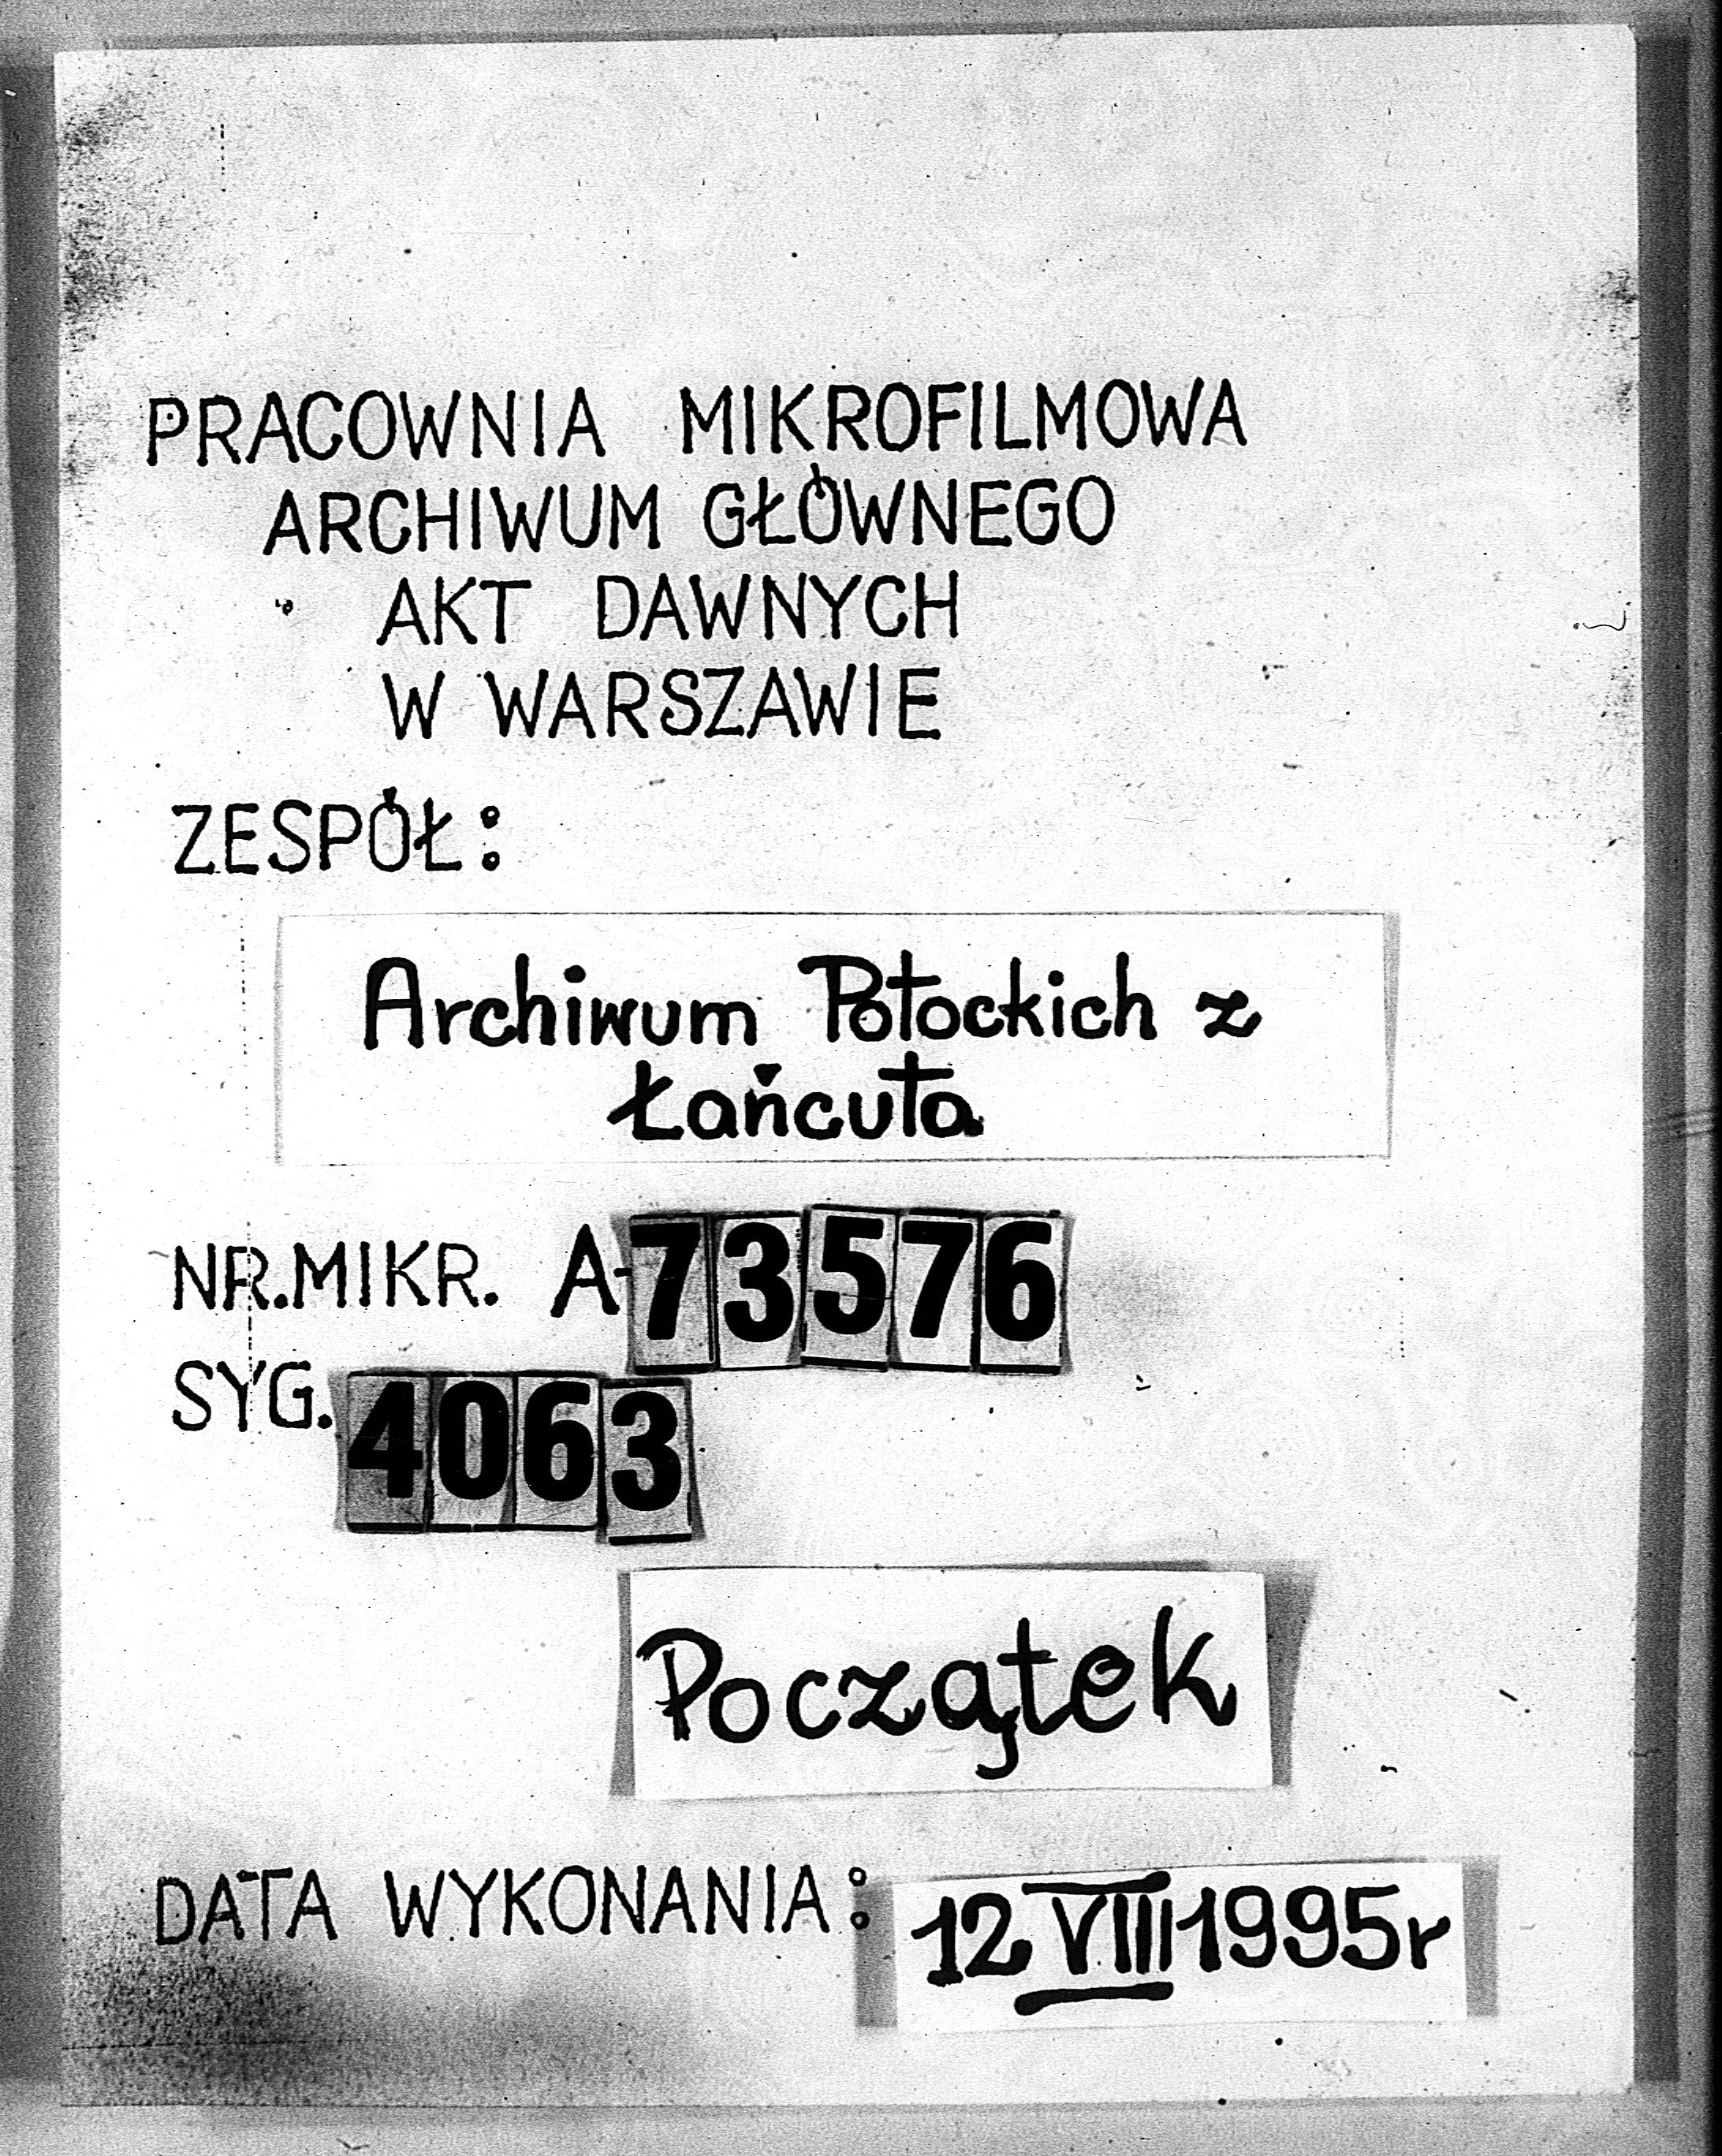 PRACOWNIA MIKROFILMOWA
ARCHIWUM GŁÓWNEGO
AKT DAWNYCH
W WARSZAWIE
ZESPÓŁ:
Archiwum Potockich z
Łańcuta
NR.MIKR. A-73576
SYG. 4063
Początek
DATA WYKONANIA: 12 VIII 1995r